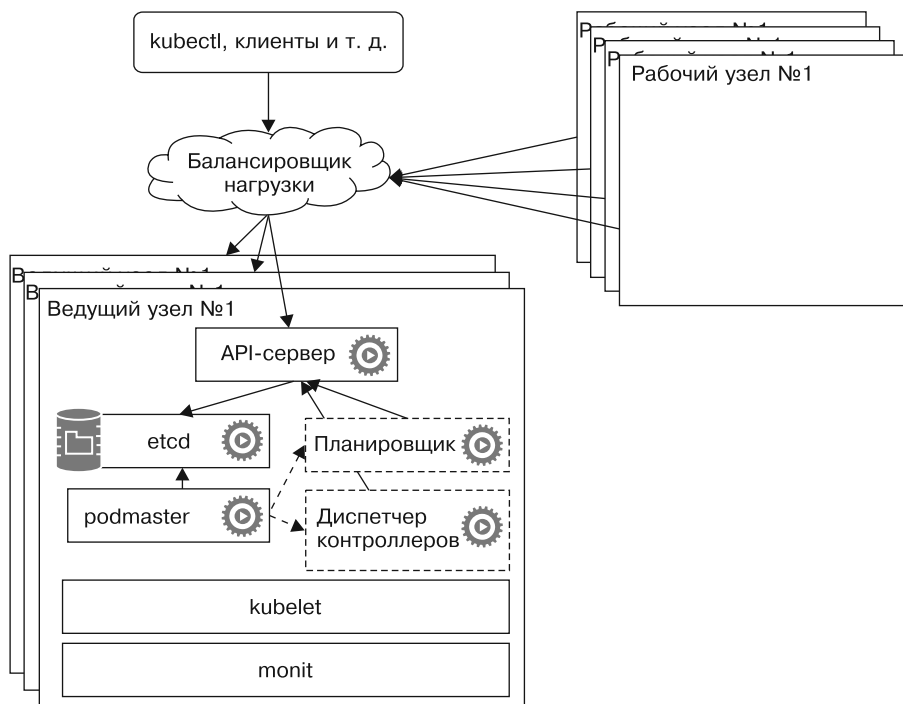 kubectl, клиенты и т. д.
Рабочий узел №1
Балансировщик
нагрузки
Ведущий узел №1
API-сервер
etcd
Планировщик
podmaster
Диспетчер
контроллеров
kubelet
monit